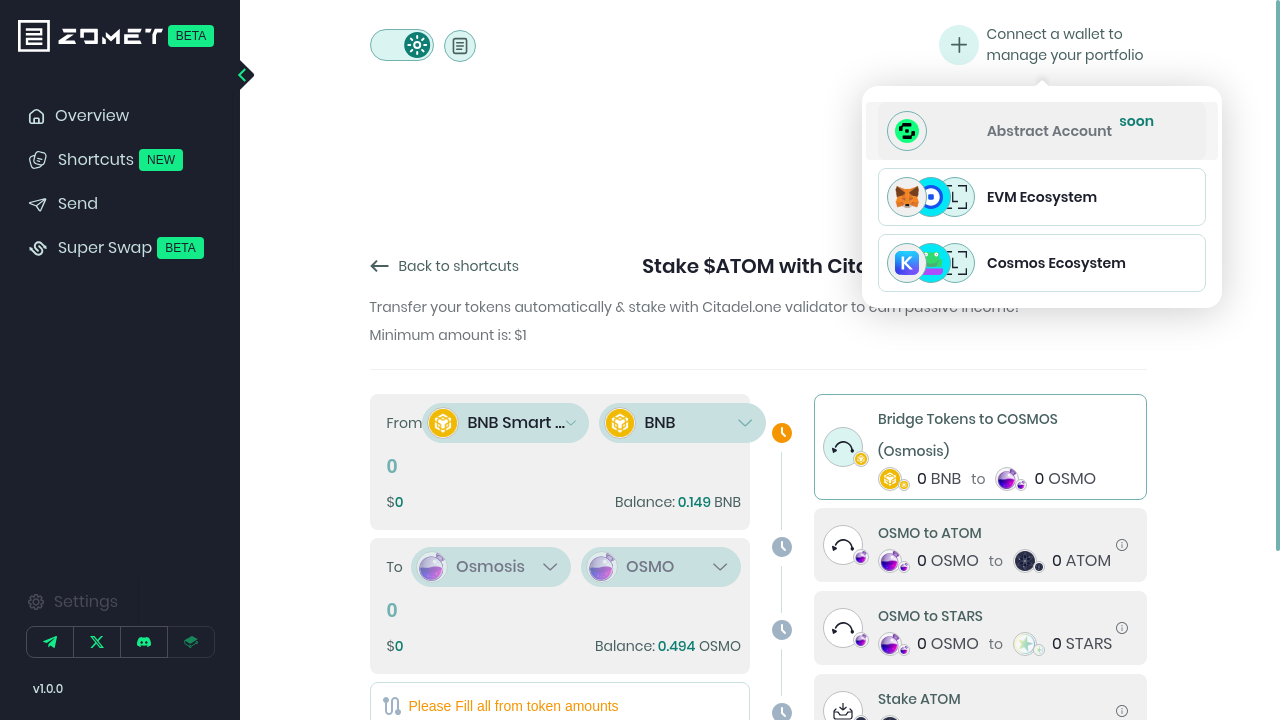 ZOMET BETA
Overview
Shortcuts NEW
Send
Super Swap BETA
Settings
v1.0.0
Connect a wallet to
manage your portfolio
Abstract Account soon
EVM Ecosystem
Cosmos Ecosystem
Back to shortcuts
Stake $ATOM with
Transfer your tokens automatically & stake with Citadel.one validator to earn passive income!
Minimum amount is: $1
From BNB Smart ... BNB
0
$0 Balance: 0.149 BNB
To Osmosis OSMO
0
$0 Balance: 0.494 OSMO
Please Fill all from token amounts
Bridge Tokens to COSMOS
(Osmosis)
0 BNB to 0 OSMO
OSMO to ATOM
0 OSMO to 0 ATOM
OSMO to STARS
0 OSMO to 0 STARS
Stake ATOM